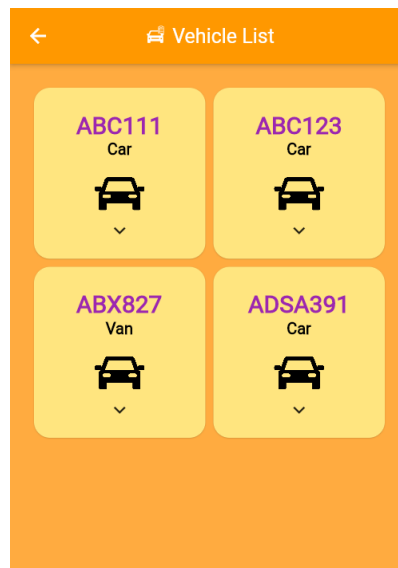 Vehicle List
ABC111
Car
ABC123
Car
ABX827
Van
ADSA391
Car